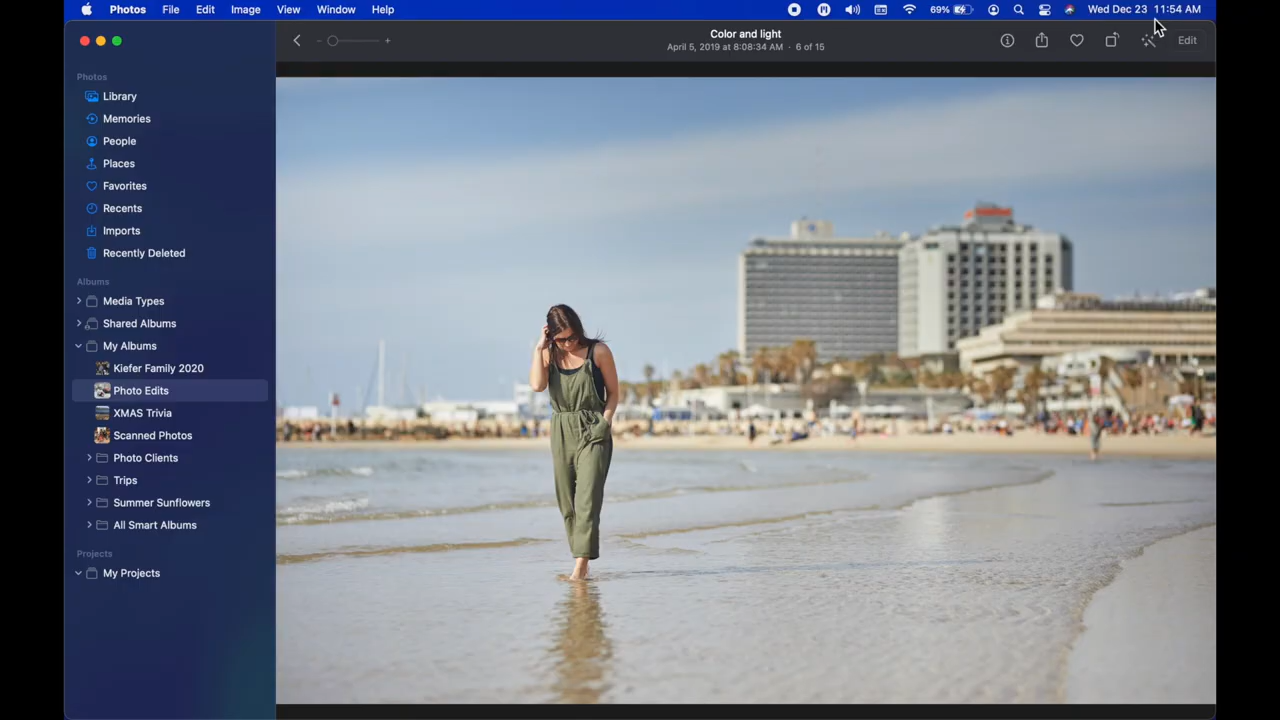 Photos File Edit Image View Window Help 69% Wed Dec 23 11:54 AM
Color and light
April 5, 2019 at 8:08:34 AM · 6 of 15
Edit
Photos
Library
Memories
People
Places
Favorites
Recents
Imports
Recently Deleted
Albums
Media Types
Shared Albums
My Albums
Kiefer Family 2020
Photo Edits
XMAS Trivia
Scanned Photos
Photo Clients
Trips
Summer Sunflowers
All Smart Albums
Projects
My Projects